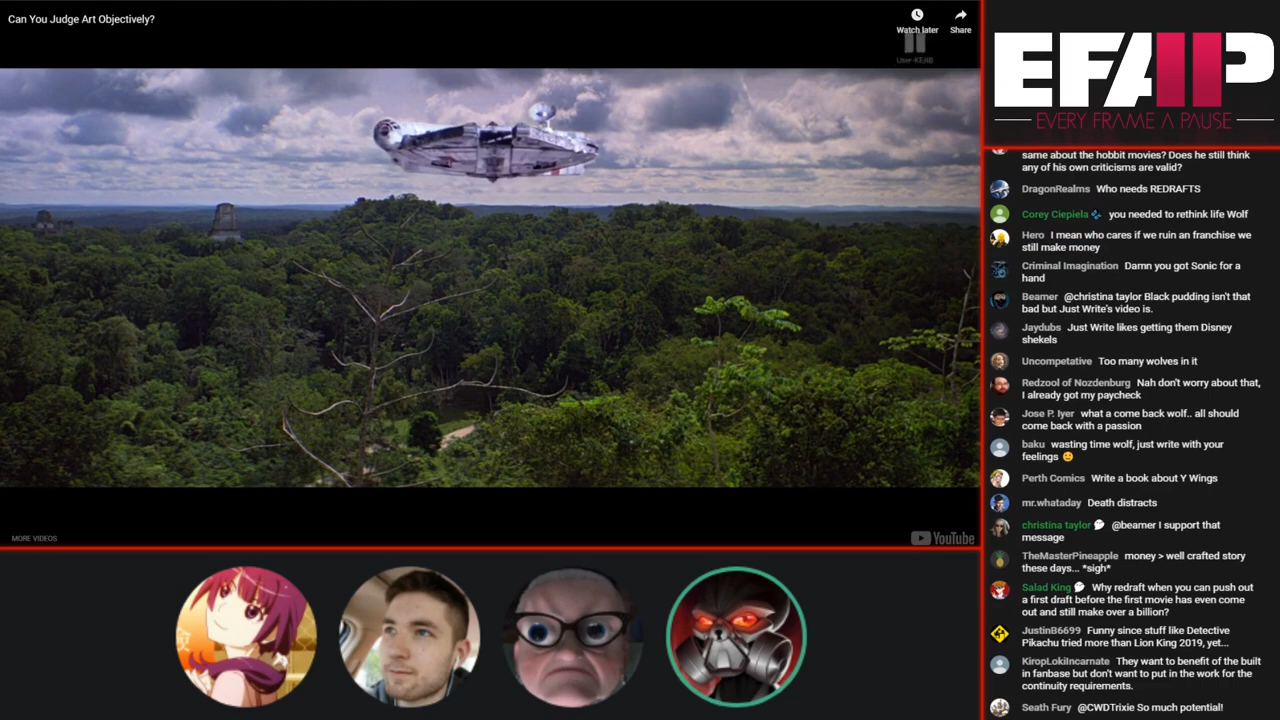 Can You Judge Art Objectively?
Watch later
Share
User-KEJIB
MORE VIDEOS
YouTube
EFAP
EVERY FRAME A PAUSE
same about the hobbit movies? Does he still think
any of his own criticisms are valid?
DragonRealms Who needs REDRAFTS
Corey Ciepiela you needed to rethink life Wolf
Hero I mean who cares if we ruin an franchise we
still make money
Criminal Imagination Damn you got Sonic for a
hand
Beamer @christina taylor Black pudding isn't that
bad but Just Write's video is.
Jaydubs Just Write likes getting them Disney
shekels
Uncompetative Too many wolves in it
Redzool of Nozdenburg Nah don't worry about that,
I already got my paycheck
Jose P. Iyer what a come back wolf.. all should
come back with a passion
baku wasting time wolf, just write with your
feelings 🙂
Perth Comics Write a book about Y Wings
mr.whataday Death distracts
christina taylor @beamer I support that
message
TheMasterPineapple money > well crafted story
these days... *sigh*
Salad King Why redraft when you can push out
a first draft before the first movie has even come
out and still make over a billion?
JustinB6699 Funny since stuff like Detective
Pikachu tried more than Lion King 2019, yet...
KiropLokiIncarnate They want to benefit of the built
in fanbase but don't want to put in the work for the
continuity requirements.
Seath Fury @CWDTrixie So much potential!